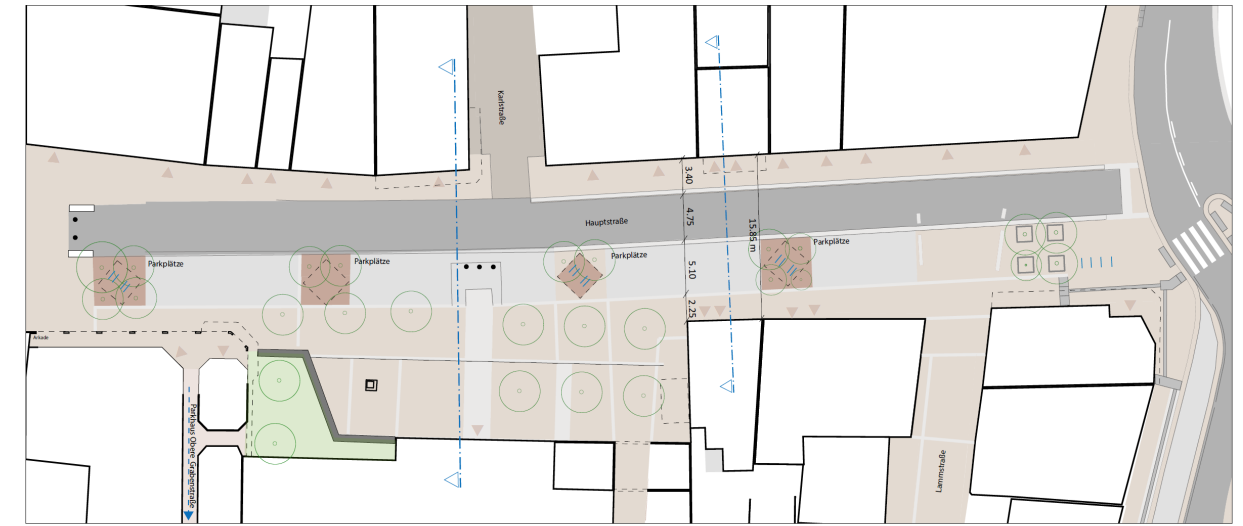 Karlstraße
3.40
Hauptstraße
4.75
15.85 m
Parkplätze
Parkplätze
Parkplätze
Parkplätze
5.10
2.25
Arkade
Parkhaus Obere Grabenstraße
Lammstraße